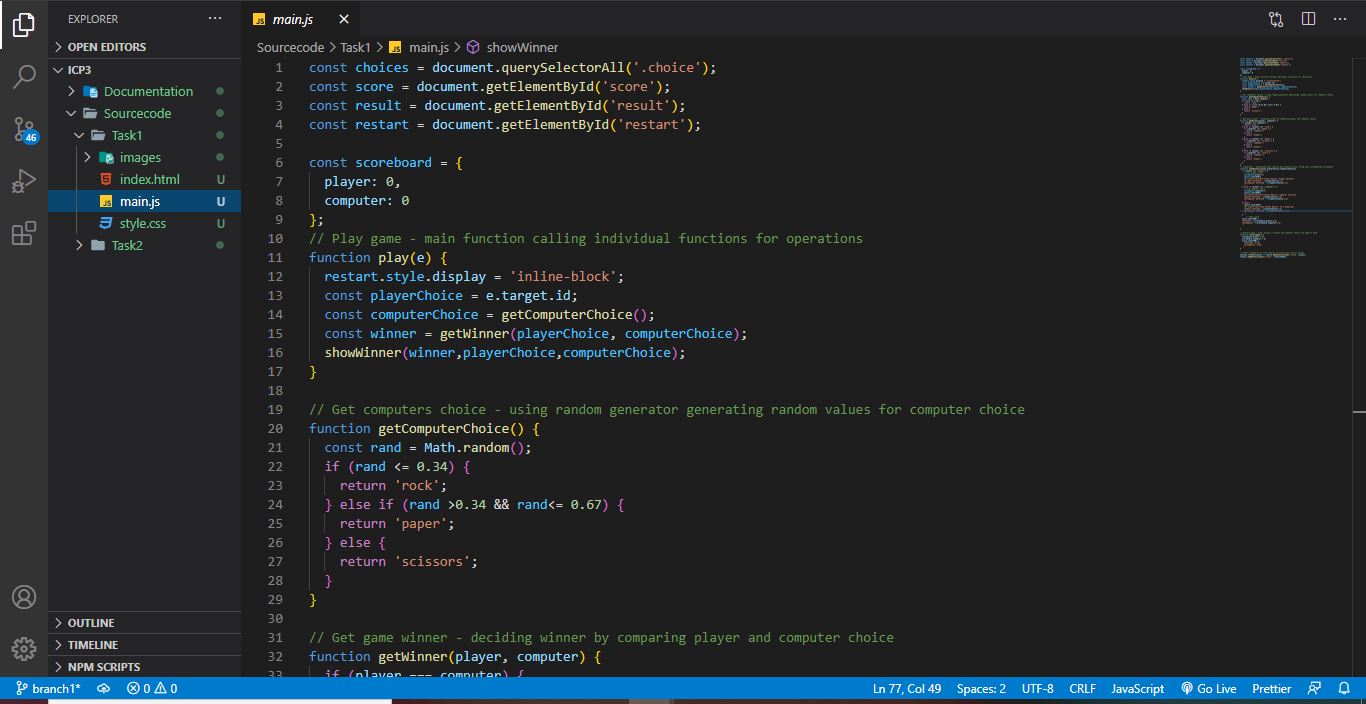 EXPLORER
main.js
OPEN EDITORS
ICP3
Documentation
Sourcecode
Task1
images
index.html U
main.js U
style.css U
Task2
OUTLINE
TIMELINE
NPM SCRIPTS
46
Sourcecode > Task1 > main.js > showWinner
1 const choices = document.querySelectorAll('.choice');
2 const score = document.getElementById('score');
3 const result = document.getElementById('result');
4 const restart = document.getElementById('restart');
5
6 const scoreboard = {
7 player: 0,
8 computer: 0
9 };
10 // Play game - main function calling individual functions for operations
11 function play(e) {
12 restart.style.display = 'inline-block';
13 const playerChoice = e.target.id;
14 const computerChoice = getComputerChoice();
15 const winner = getWinner(playerChoice, computerChoice);
16 showWinner(winner,playerChoice,computerChoice);
17 }
18
19 // Get computers choice - using random generator generating random values for computer choice
20 function getComputerChoice() {
21 const rand = Math.random();
22 if (rand <= 0.34) {
23 return 'rock';
24 } else if (rand >0.34 && rand<= 0.67) {
25 return 'paper';
26 } else {
27 return 'scissors';
28 }
29 }
30
31 // Get game winner - deciding winner by comparing player and computer choice
32 function getWinner(player, computer) {
33 if (player === computer) {
branch1* 0 0 Ln 77, Col 49 Spaces: 2 UTF-8 CRLF JavaScript Go Live Prettier